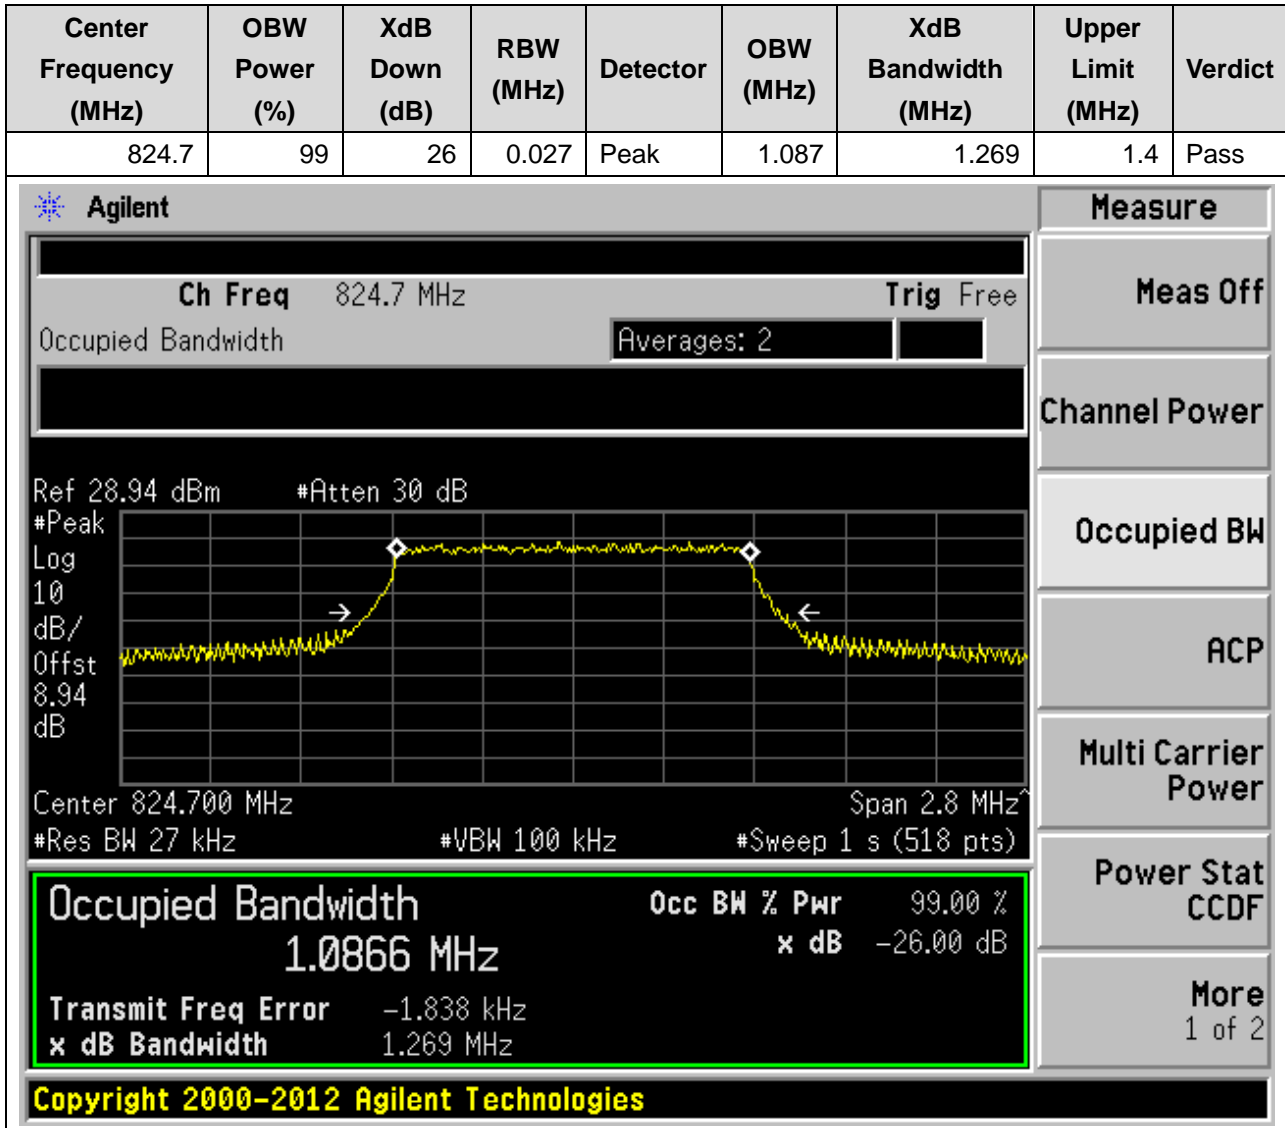 Center Frequency (MHz) OBW Power (%) XdB Down (dB) RBW (MHz) Detector OBW (MHz) XdB Bandwidth (MHz) Upper Limit (MHz) Verdict
824.7 99 26 0.027 Peak 1.087 1.269 1.4 Pass
Agilent
Measure
Ch Freq 824.7 MHz Trig Free
Occupied Bandwidth Averages: 2
Meas Off
Channel Power
Occupied BW
ACP
Multi Carrier
Power
Power Stat
CCDF
More
1 of 2
Ref 28.94 dBm #Atten 30 dB
#Peak
Log
10
dB/
Offst
8.94
dB
Center 824.700 MHz Span 2.8 MHz^
#Res BW 27 kHz #VBW 100 kHz #Sweep 1 s (518 pts)
Occupied Bandwidth Occ BW % Pwr 99.00 %
1.0866 MHz x dB -26.00 dB
Transmit Freq Error -1.838 kHz
x dB Bandwidth 1.269 MHz
Copyright 2000-2012 Agilent Technologies